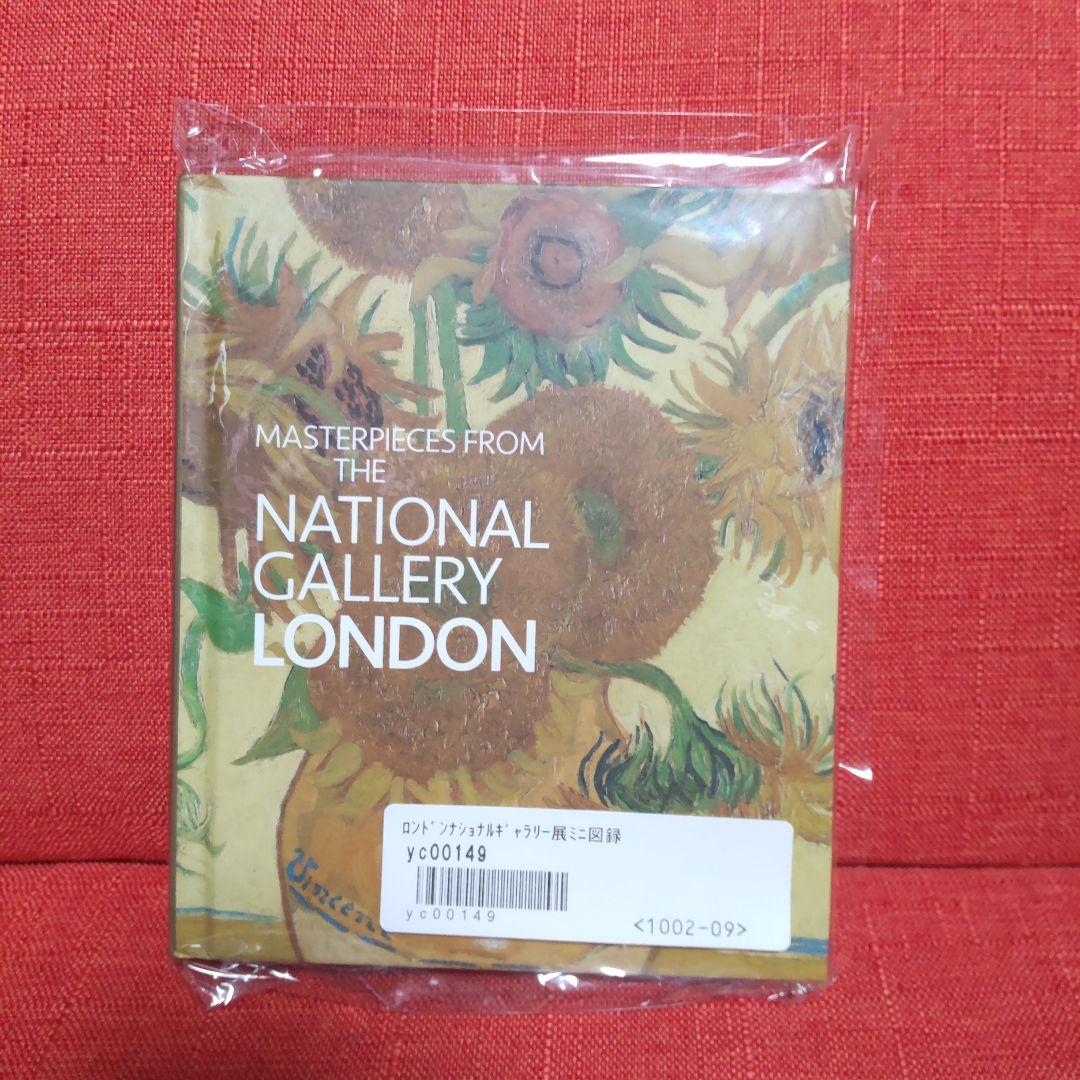 MASTERPIECES FROM
THE
NATIONAL
GALLERY
LONDON
ﾛﾝﾄﾞﾝﾅｼｮﾅﾙｷﾞｬﾗﾘｰ展ﾐﾆ図録
yc00149
yc00149
<1002-09>
Vincent